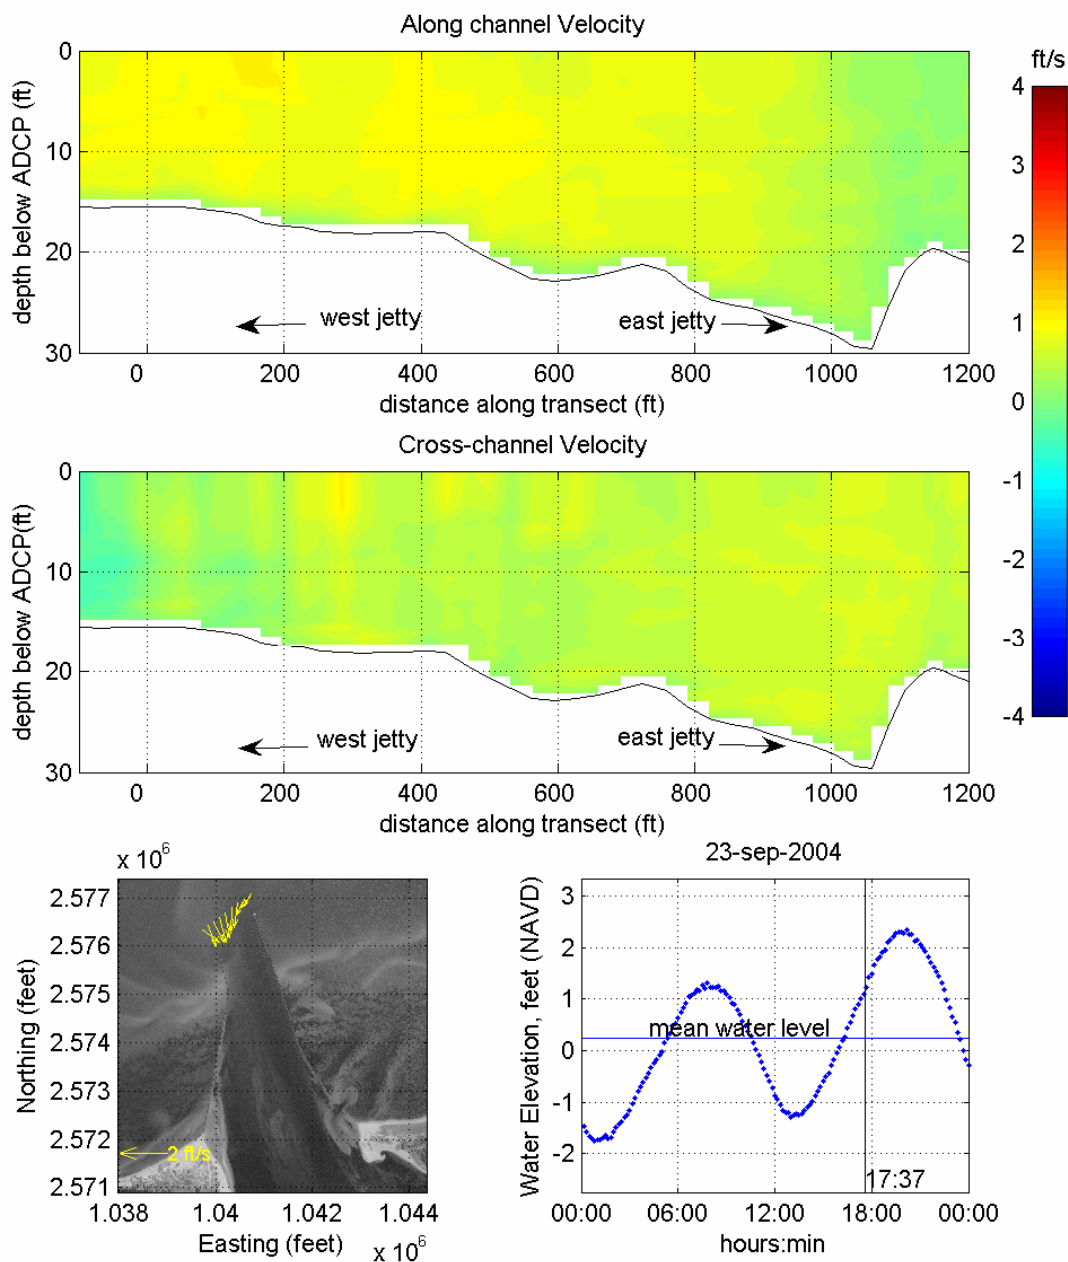 Along channel Velocity
ft/s
depth below ADCP (ft)
0
10
20
30
west jetty
east jetty
0 200 400 600 800 1000 1200
distance along transect (ft)
4
3
2
1
0
-1
-2
-3
-4
Cross-channel Velocity
depth below ADCP(ft)
0
10
20
30
west jetty
east jetty
0 200 400 600 800 1000 1200
distance along transect (ft)
x 10^6
Northing (feet)
2.577
2.576
2.575
2.574
2.573
2.572
2.571
2 ft/s
1.038 1.04 1.042 1.044
Easting (feet)
x 10^6
23-sep-2004
Water Elevation, feet (NAVD)
3
2
1
0
-1
-2
mean water level
17:37
00:00 06:00 12:00 18:00 00:00
hours:min